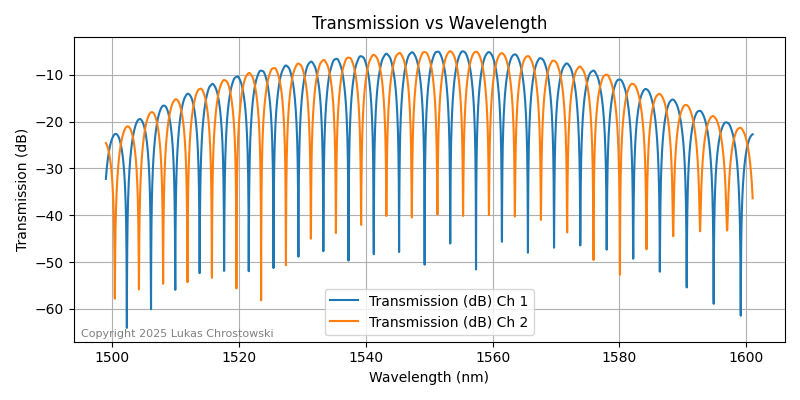 Transmission vs Wavelength
Transmission (dB)
−10
−20
−30
−40
−50
−60
Transmission (dB) Ch 1
Transmission (dB) Ch 2
Copyright 2025 Lukas Chrostowski
1500
1520
1540
1560
1580
1600
Wavelength (nm)